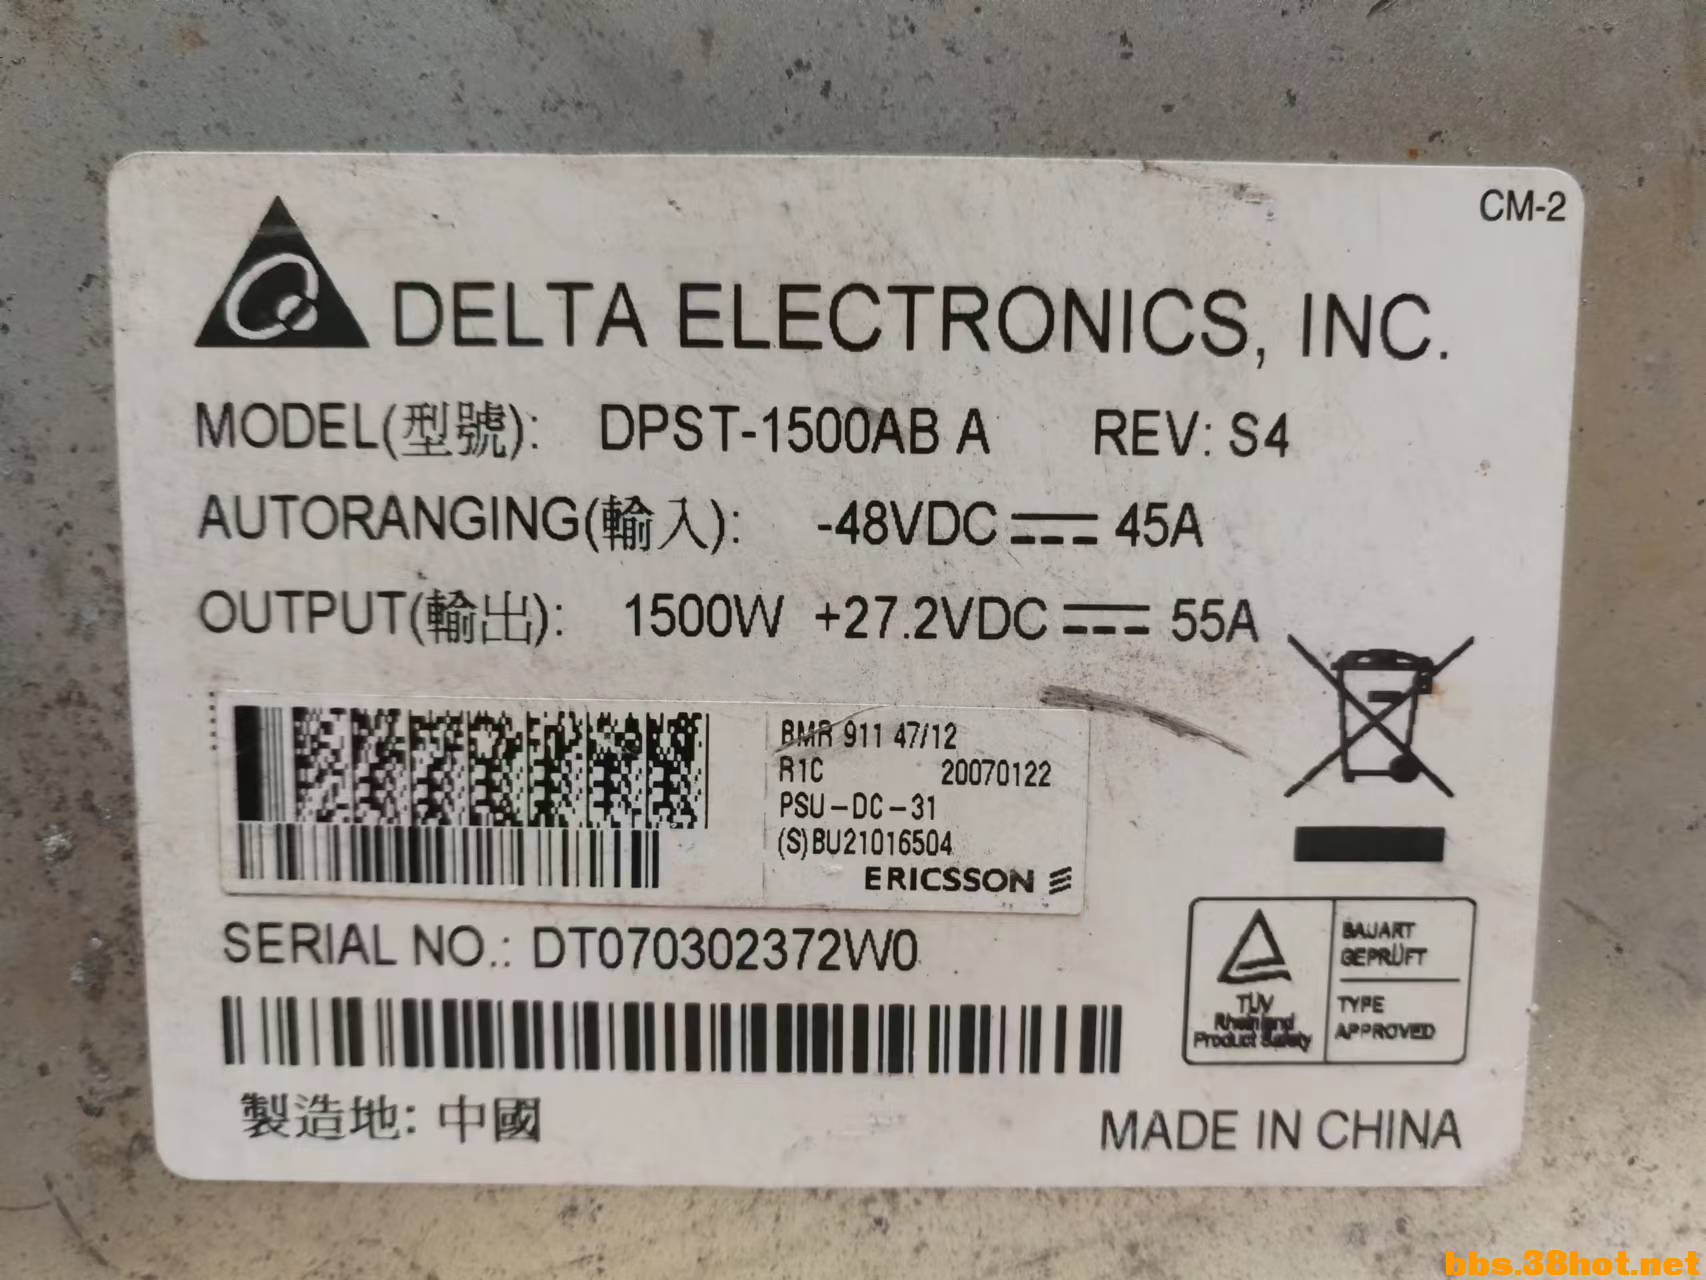 CM-2
DELTA ELECTRONICS, INC.
MODEL(型號): DPST-1500AB A REV: S4
AUTORANGING(輸入): -48VDC 45A
OUTPUT(輸出): 1500W +27.2VDC 55A
BMR 911 47/12
R1C 20070122
PSU-DC-31
(S)BU21016504
ERICSSON
SERIAL NO.: DT070302372W0
BAUART
GEPRÜFT
TÜV
Rheinland
Product Safety
TYPE
APPROVED
製造地: 中國
MADE IN CHINA
bbs.38hot.net